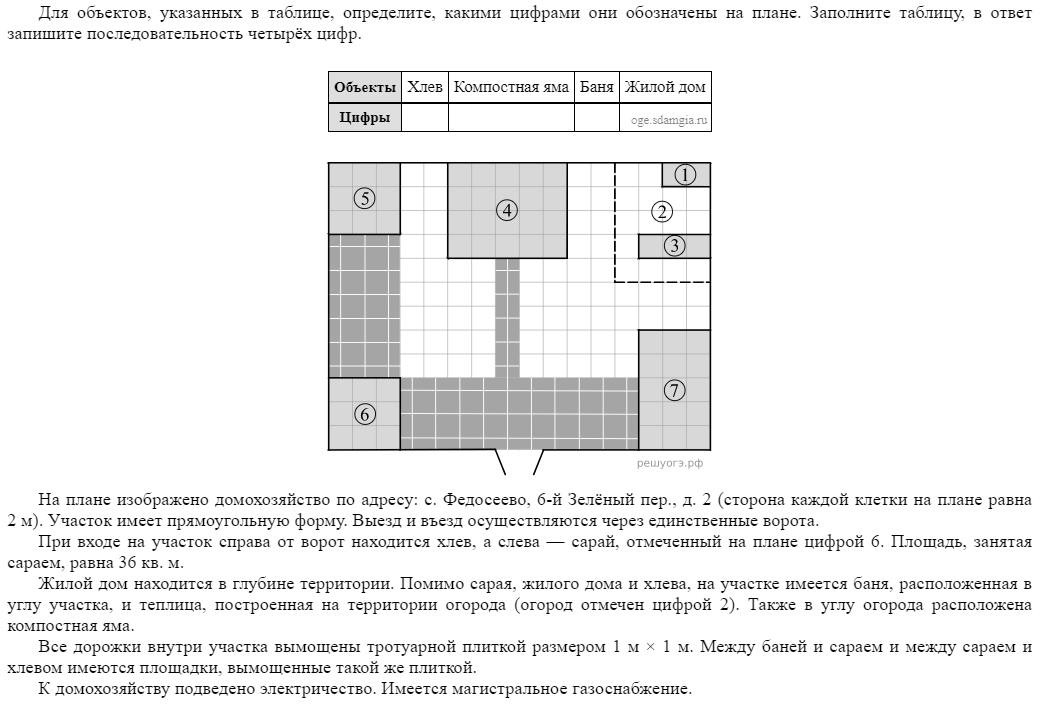 Для объектов, указанных в таблице, определите, какими цифрами они обозначены на плане. Заполните таблицу, в ответ
запишите последовательность четырёх цифр.
Объекты Хлев Компостная яма Баня Жилой дом
Цифры oge.sdamgia.ru
1
5
4
2
3
7
6
решуогэ.рф
На плане изображено домохозяйство по адресу: с. Федосеево, 6-й Зелёный пер., д. 2 (сторона каждой клетки на плане равна
2 м). Участок имеет прямоугольную форму. Выезд и въезд осуществляются через единственные ворота.
При входе на участок справа от ворот находится хлев, а слева — сарай, отмеченный на плане цифрой 6. Площадь, занятая
сараем, равна 36 кв. м.
Жилой дом находится в глубине территории. Помимо сарая, жилого дома и хлева, на участке имеется баня, расположенная в
углу участка, и теплица, построенная на территории огорода (огород отмечен цифрой 2). Также в углу огорода расположена
компостная яма.
Все дорожки внутри участка вымощены тротуарной плиткой размером 1 м × 1 м. Между баней и сараем и между сараем и
хлевом имеются площадки, вымощенные такой же плиткой.
К домохозяйству подведено электричество. Имеется магистральное газоснабжение.